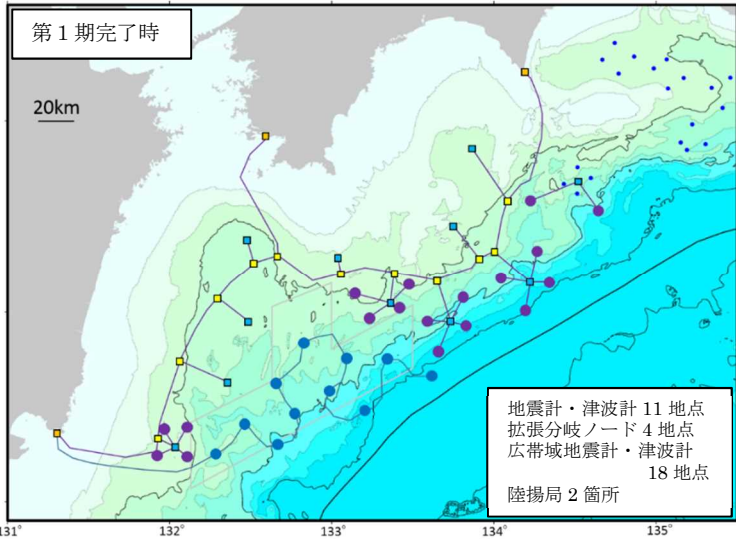 第1期完了時
20km
地震計・津波計 11 地点
拡張分岐ノード 4 地点
広帯域地震計・津波計
18 地点
陸揚局 2 箇所
131° 132° 133° 134° 135°